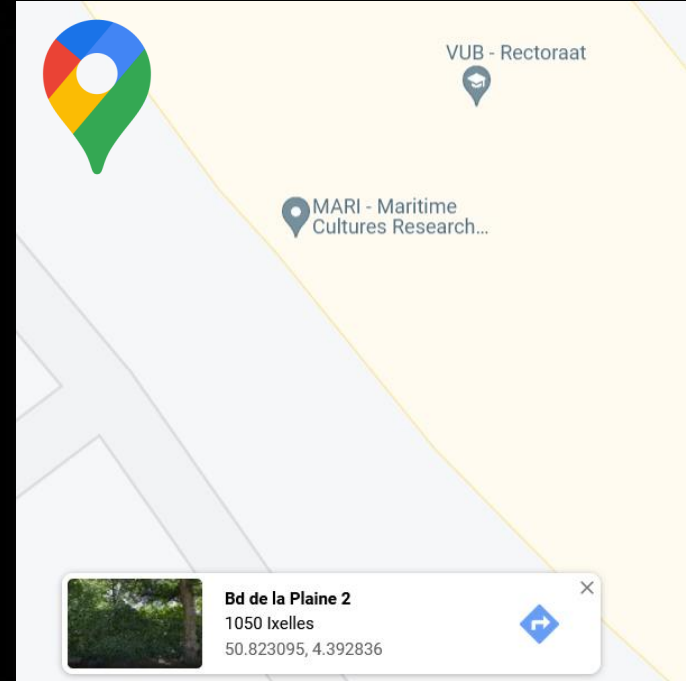 VUB - Rectoraat
MARI - Maritime
Cultures Research...
Bd de la Plaine 2
1050 Ixelles
50.823095, 4.392836